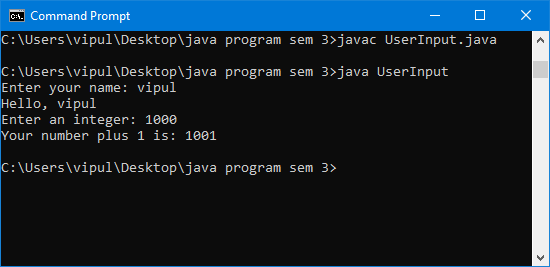 Command Prompt
C:\Users\vipul\Desktop\java program sem 3>javac UserInput.java
C:\Users\vipul\Desktop\java program sem 3>java UserInput
Enter your name: vipul
Hello, vipul
Enter an integer: 1000
Your number plus 1 is: 1001
C:\Users\vipul\Desktop\java program sem 3>